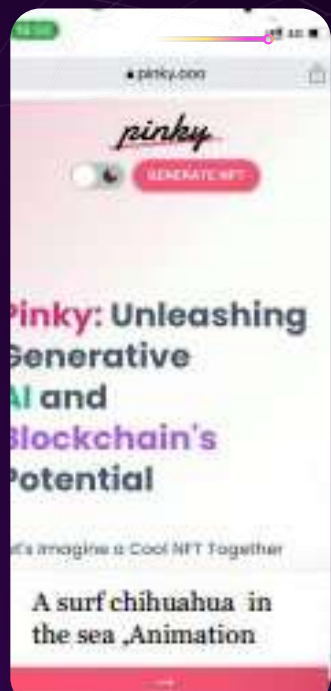 4G
pinky.ooo
pinky
GENERATE NFT
Pinky: Unleashing
Generative
AI and
Blockchain's
Potential
Let's Imagine a Cool NFT Together
A surf chihuahua in
the sea ,Animation